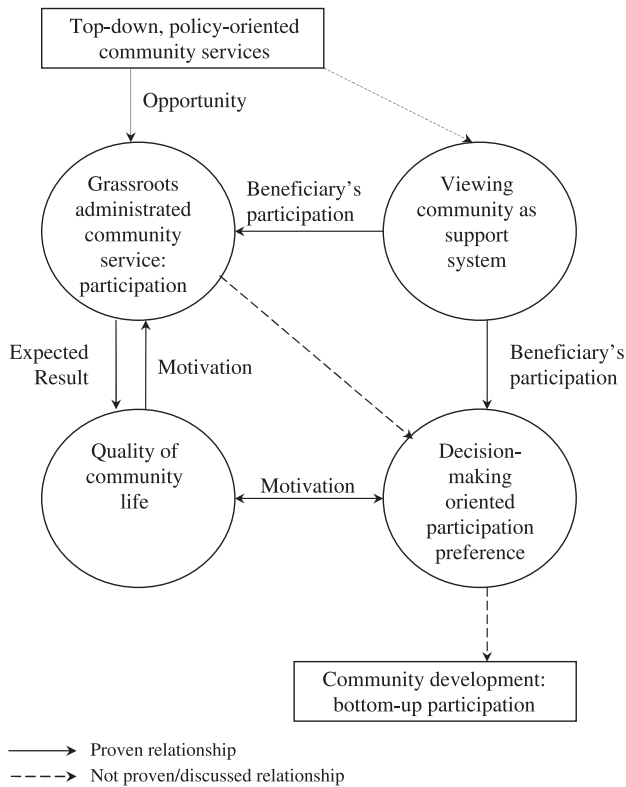 Top-down, policy-oriented
community services
Opportunity
Grassroots
administrated
community
service:
participation
Beneficiary's
participation
Viewing
community as
support
system
Expected
Result
Motivation
Beneficiary's
participation
Quality of
community
life
Motivation
Decision-
making
oriented
participation
preference
Community development:
bottom-up participation
Proven relationship
Not proven/discussed relationship